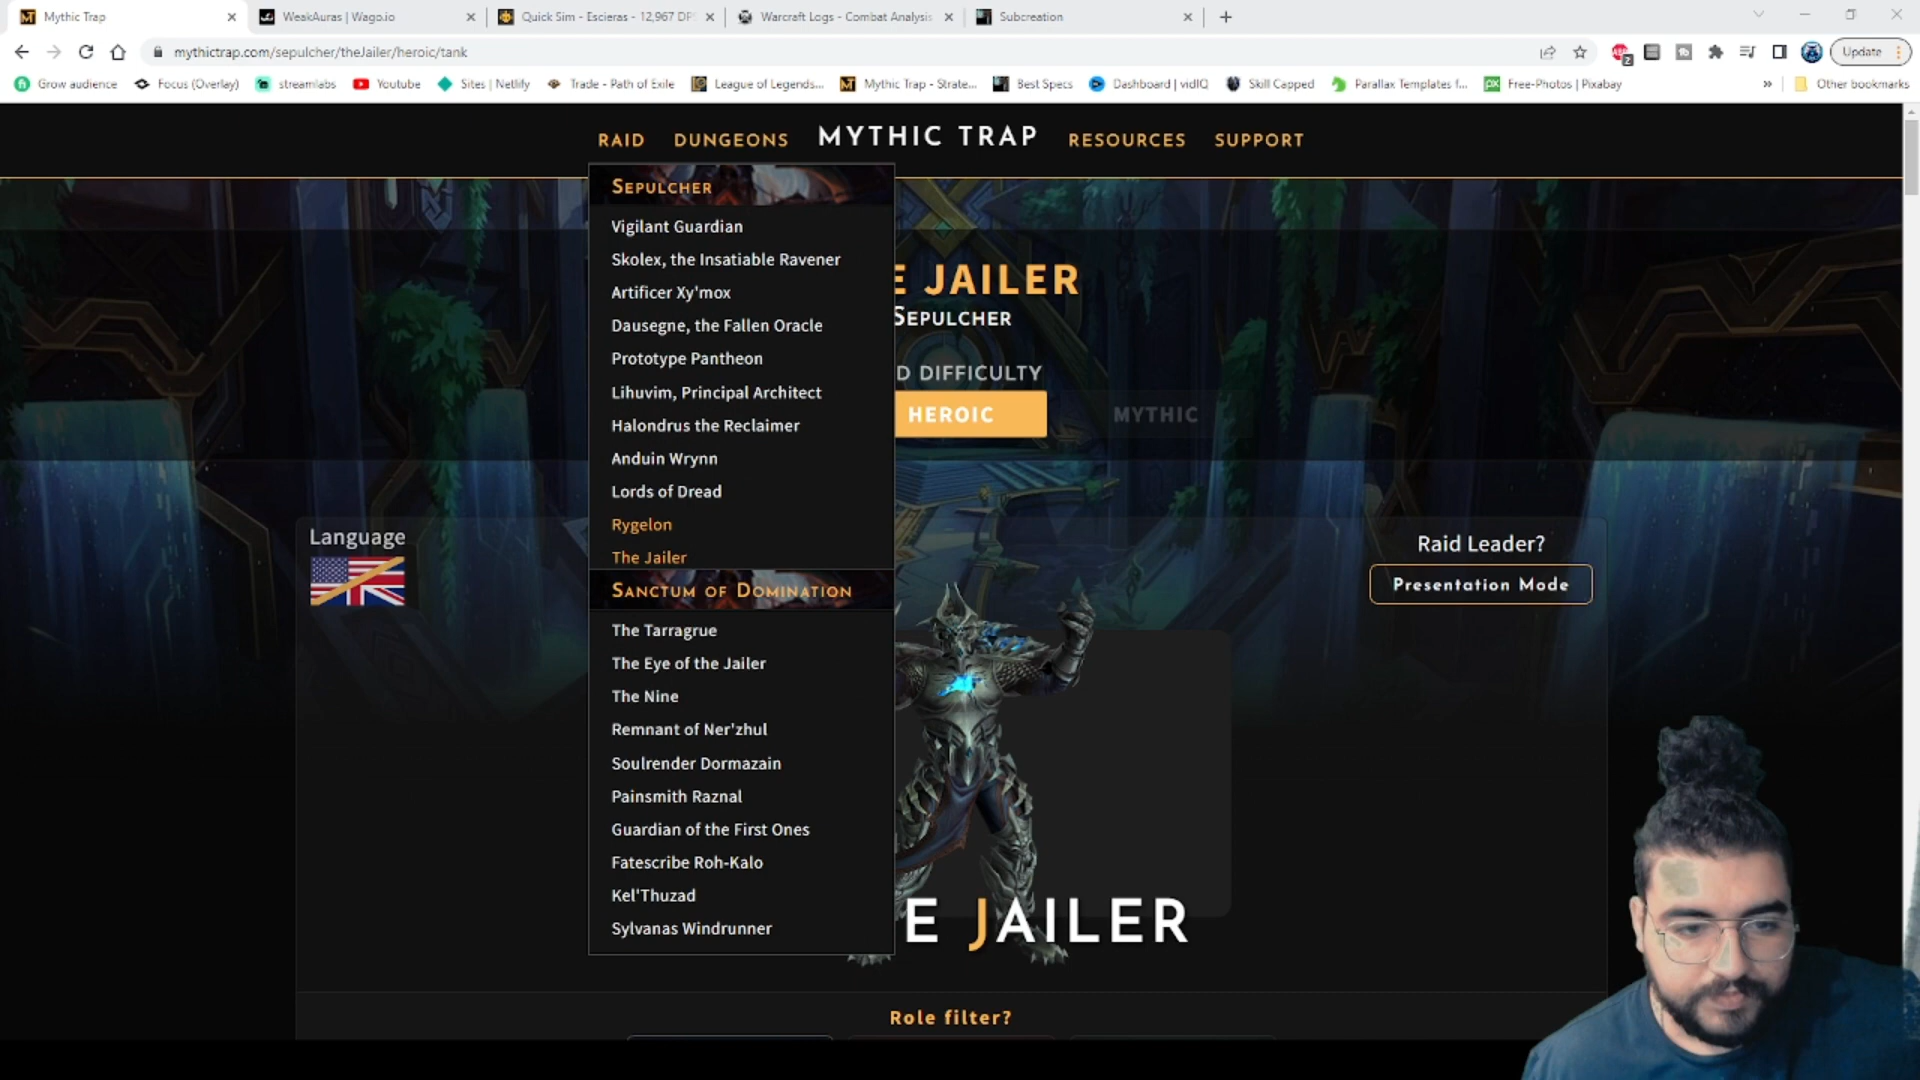 Mythic Trap
WeakAuras | Wago.io
Quick Sim - Escieras - 12,967 DP
Warcraft Logs - Combat Analysis
Subcreation
mythictrap.com/sepulcher/theJailer/heroic/tank
2
Update
Grow audience
Focus (Overlay)
streamlabs
Youtube
Sites | Netlify
Trade - Path of Exile
League of Legends...
Mythic Trap - Strate...
Best Specs
Dashboard | vidIQ
Skill Capped
Parallax Templates f...
Free-Photos | Pixabay
»
Other bookmarks
RAID
DUNGEONS
MYTHIC TRAP
RESOURCES
SUPPORT
SEPULCHER
Vigilant Guardian
Skolex, the Insatiable Ravener
Artificer Xy'mox
Dausegne, the Fallen Oracle
Prototype Pantheon
Lihuvim, Principal Architect
Halondrus the Reclaimer
Anduin Wrynn
Lords of Dread
Rygelon
The Jailer
SANCTUM OF DOMINATION
The Tarragrue
The Eye of the Jailer
The Nine
Remnant of Ner'zhul
Soulrender Dormazain
Painsmith Raznal
Guardian of the First Ones
Fatescribe Roh-Kalo
Kel'Thuzad
Sylvanas Windrunner
E JAILER
SEPULCHER
D DIFFICULTY
HEROIC
MYTHIC
Language
Raid Leader?
Presentation Mode
E JAILER
Role filter?